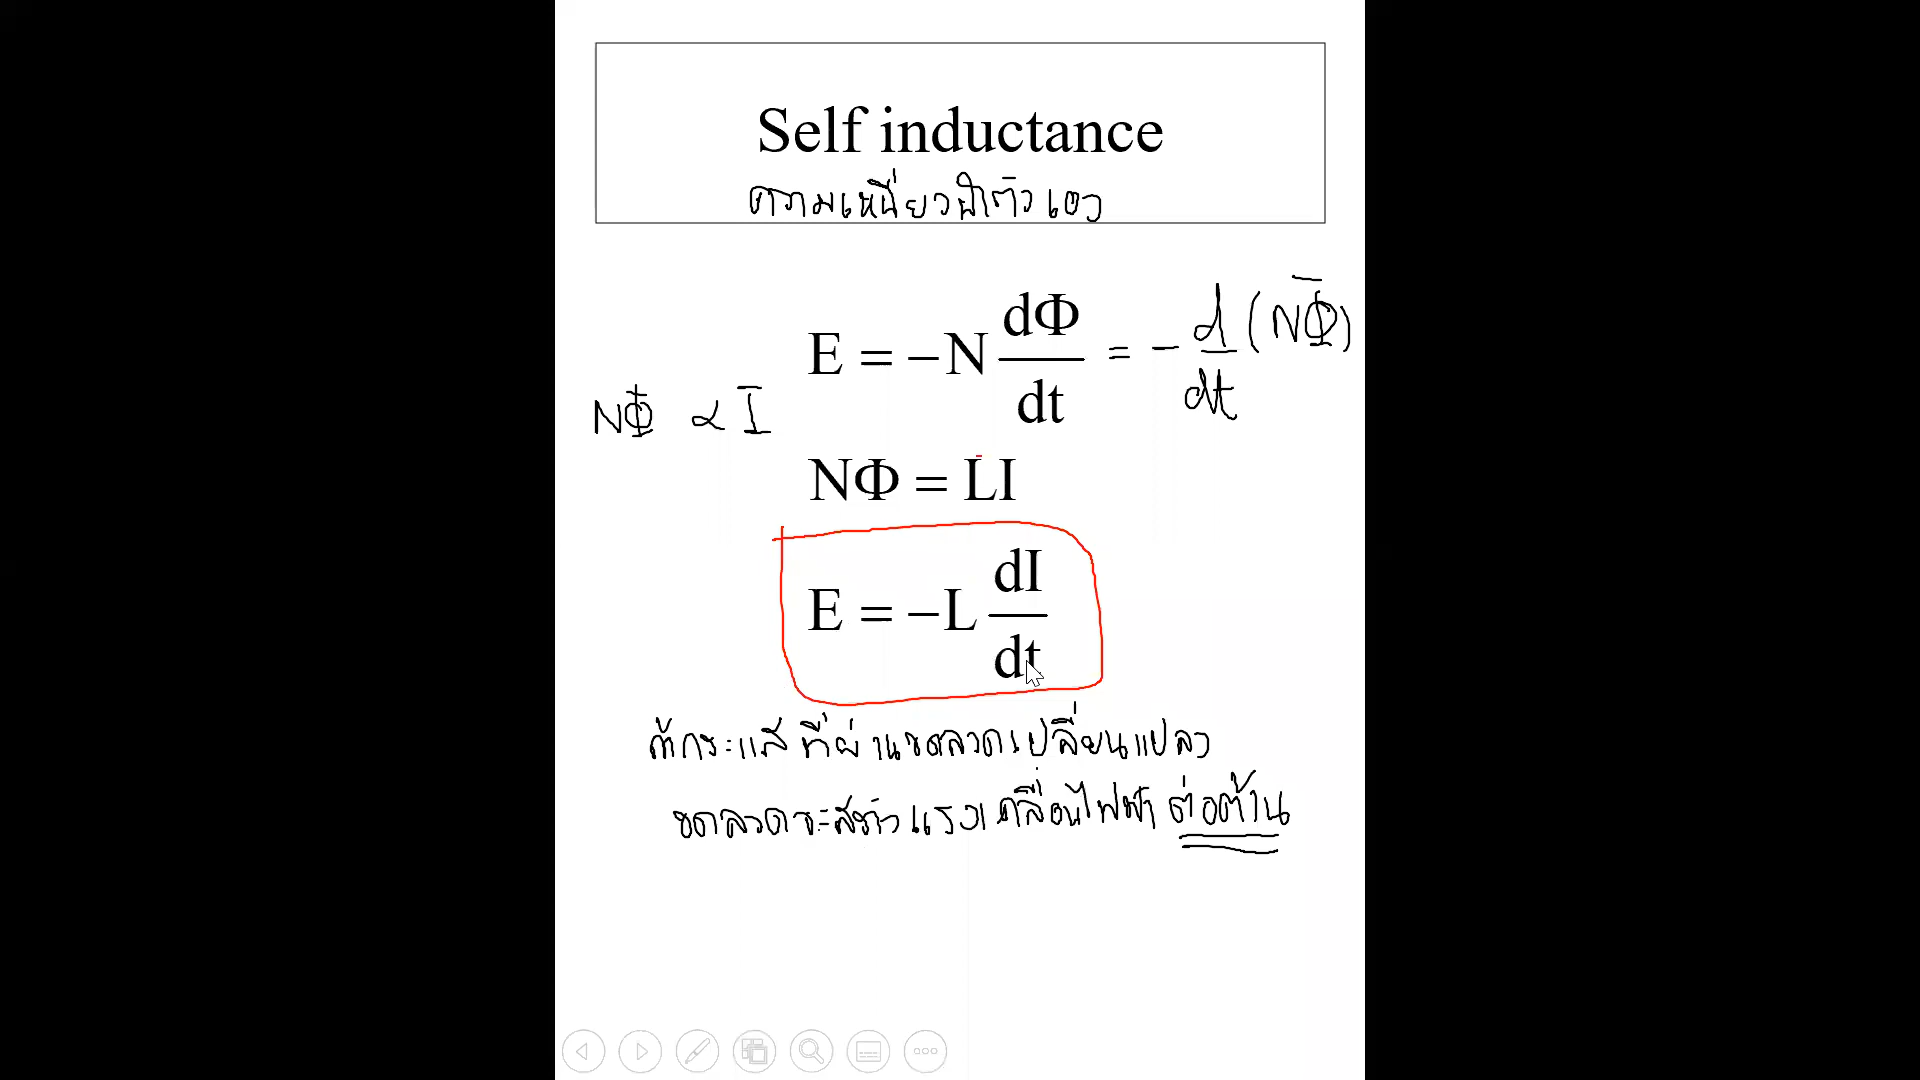 Self inductance
ความเหนี่ยวนำตัวเอง
E = −N dΦ/dt = − d/dt (NΦ)
NΦ ∝ I
NΦ = LI
E = −L dI/dt
ถ้ากระแสที่ผ่านขดลวดเปลี่ยนแปลง
ขดลวดจะสร้างแรงเคลื่อนไฟฟ้า ต่อต้าน